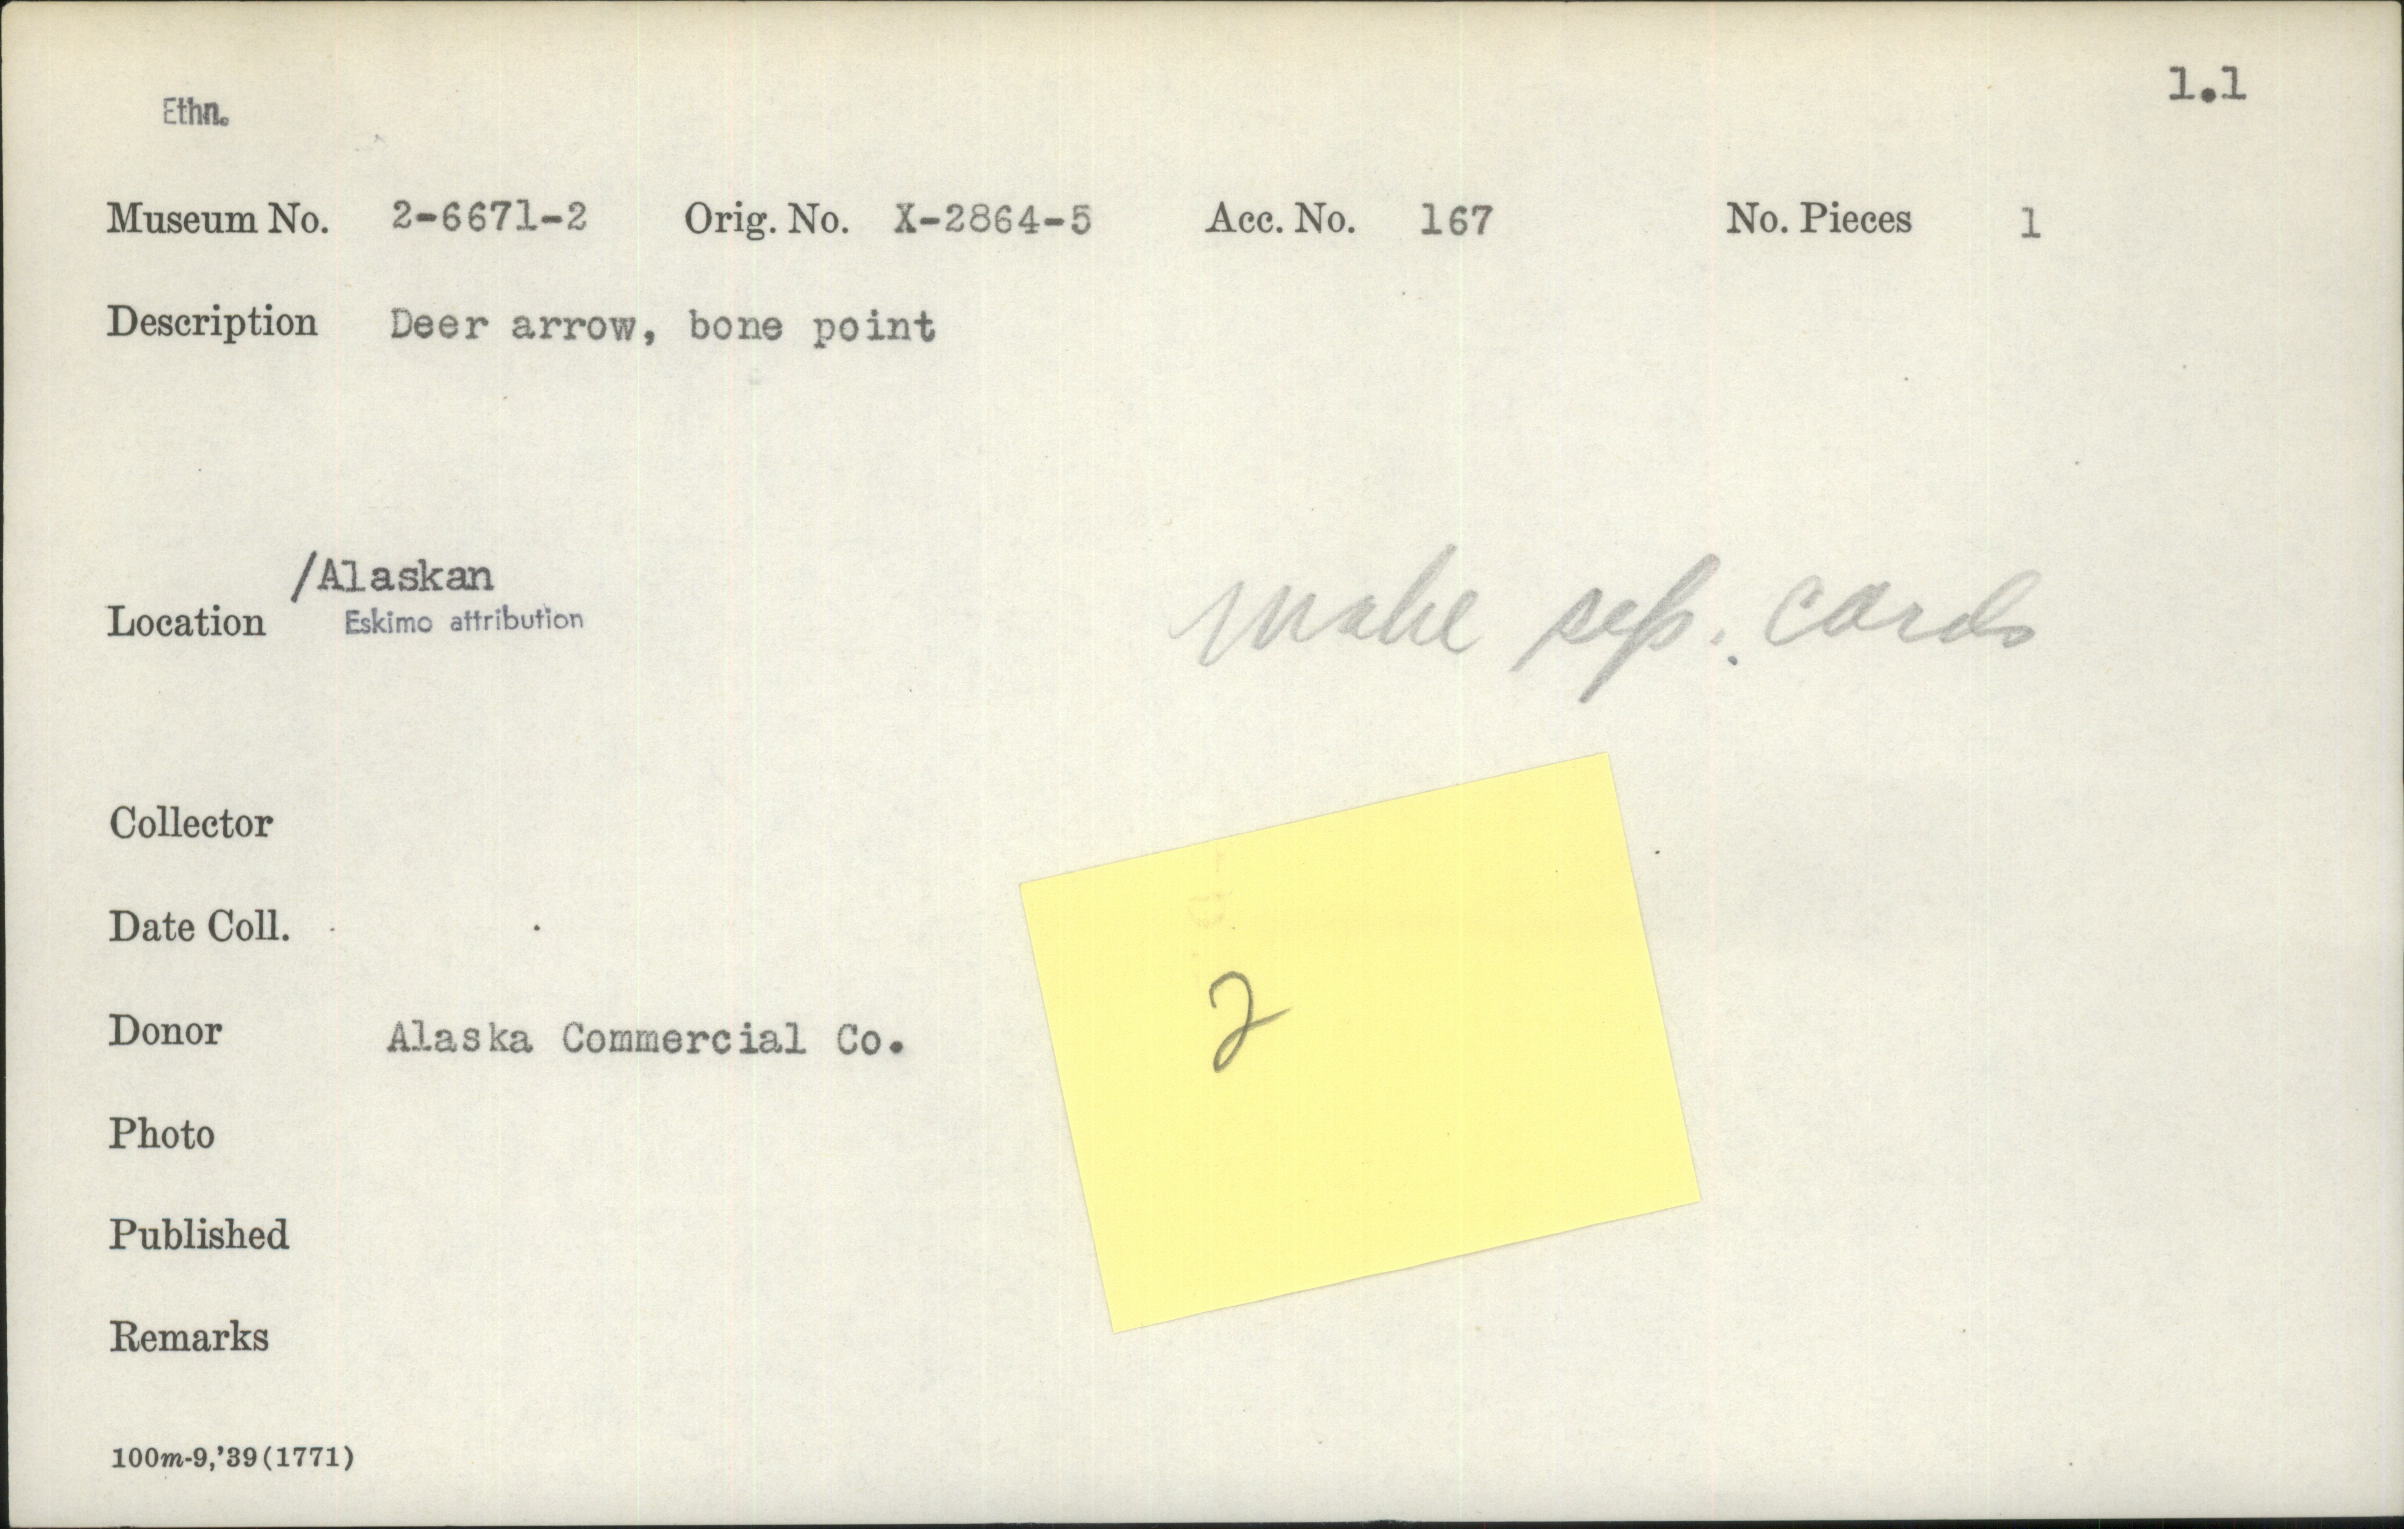 1.1
Ethn.
Museum No. 2-6671-2 Orig. No. X-2864-5 Acc. No. 167 No. Pieces 1
Description Deer arrow, bone point
/Alaskan
Location Eskimo attribution
make sep. cards
Collector
Date Coll.
2
Donor Alaska Commercial Co.
Photo
Published
Remarks
100m-9,'39(1771)